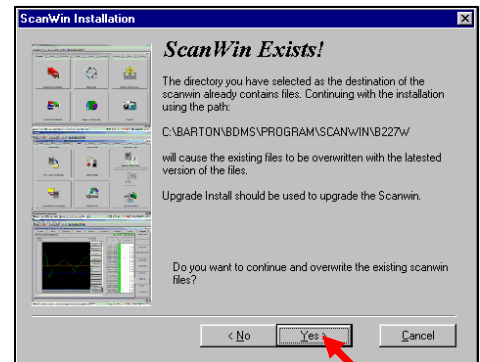 ScanWin Installation
ScanWin Exists!
The directory you have selected as the destination of the
scanwin already contains files. Continuing with the installation
using the path:
C:\BARTON\BDMS\PROGRAM\SCANWIN\B227W
will cause the existing files to be overwritten with the latested
version of the files.
Upgrade Install should be used to upgrade the Scanwin.
Do you want to continue and overwrite the existing scanwin
files?
< No
Yes >
Cancel